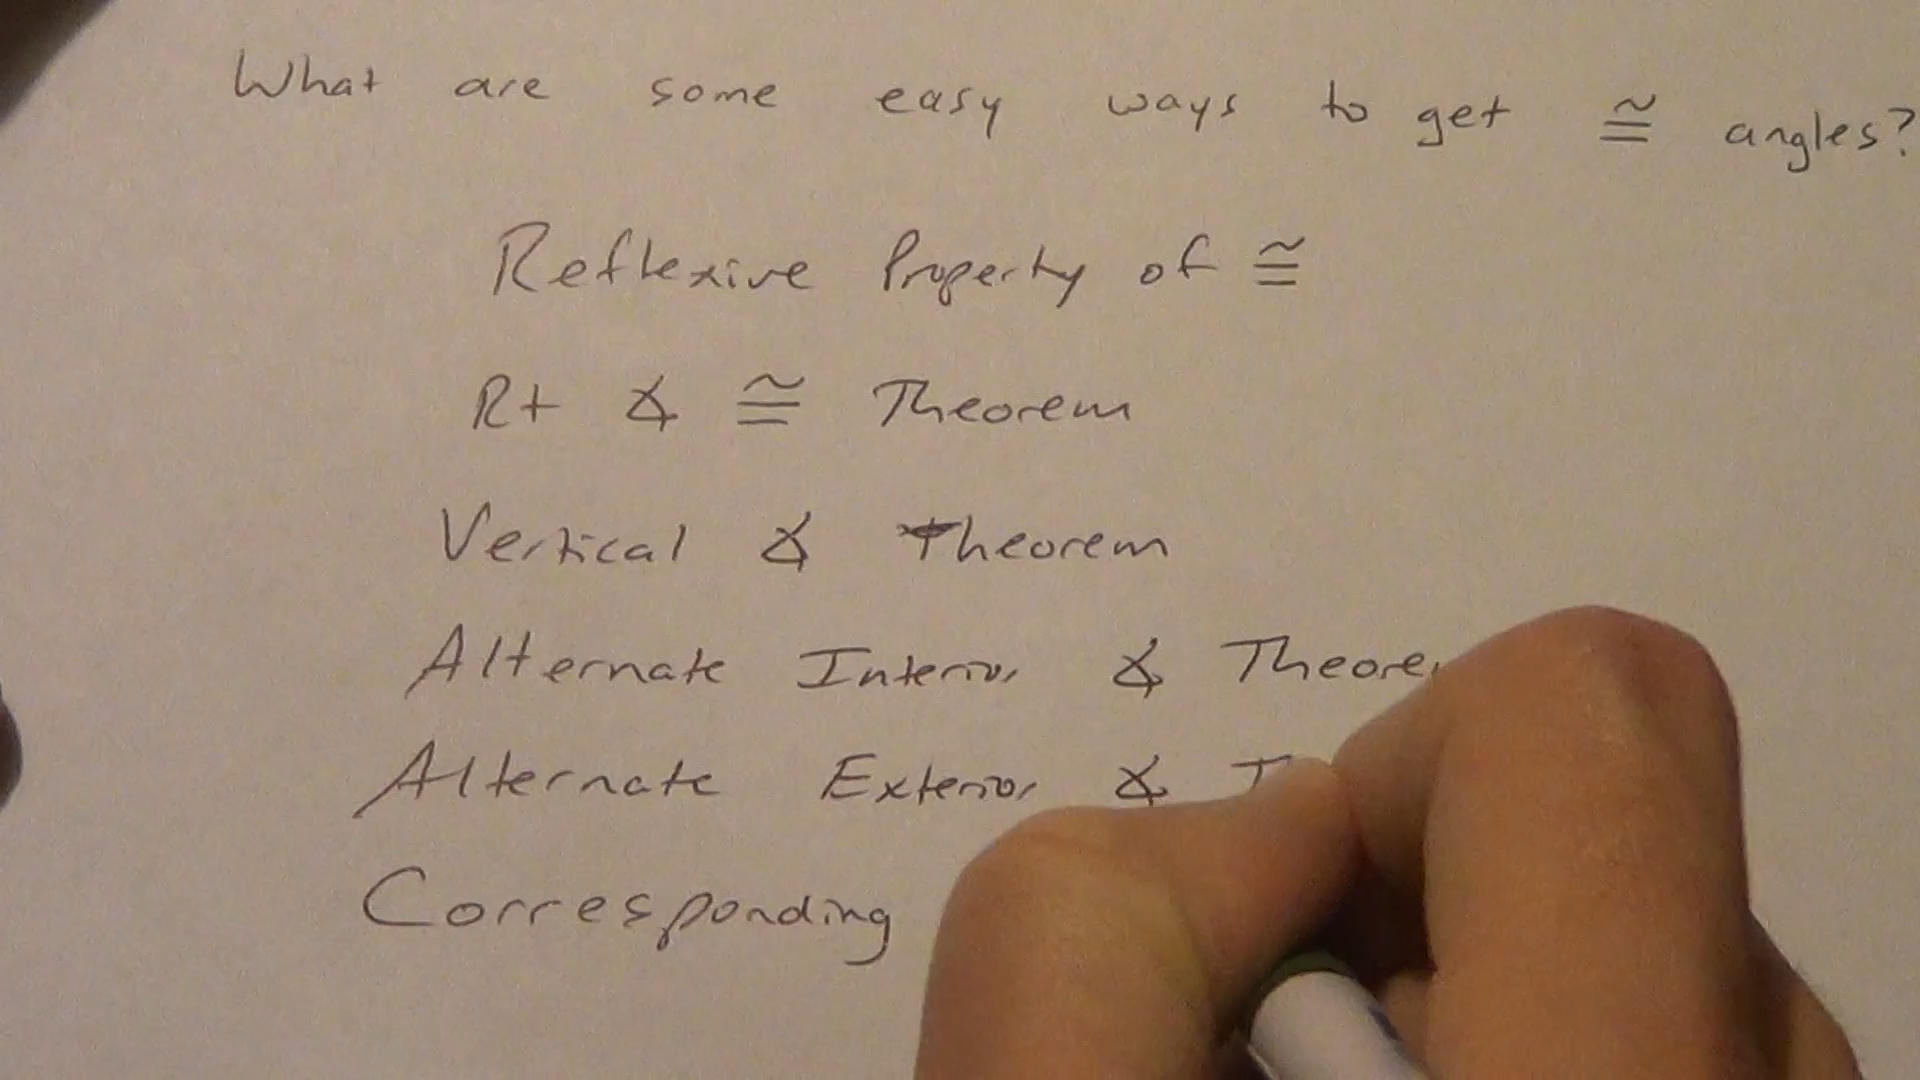 What are some easy ways to get ≅ angles?
Reflexive Property of ≅
Rt ∡ ≅ Theorem
Vertical ∡ Theorem
Alternate Interior ∡ Theore
Alternate Exterior ∡ T
Corresponding